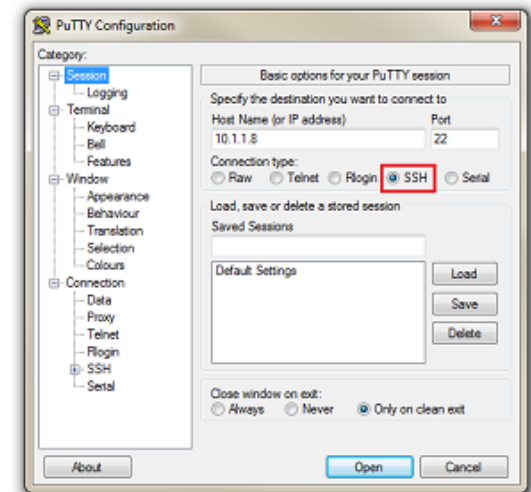 PuTTY Configuration
Category:
Session
Logging
Terminal
Keyboard
Bell
Features
Window
Appearance
Behaviour
Translation
Selection
Colours
Connection
Data
Proxy
Telnet
Rlogin
SSH
Serial
Basic options for your PuTTY session
Specify the destination you want to connect to
Host Name (or IP address) Port
10.1.1.8 22
Connection type:
Raw Telnet Rlogin SSH Serial
Load, save or delete a stored session
Saved Sessions
Default Settings
Load
Save
Delete
Close window on exit:
Always Never Only on clean exit
About Open Cancel